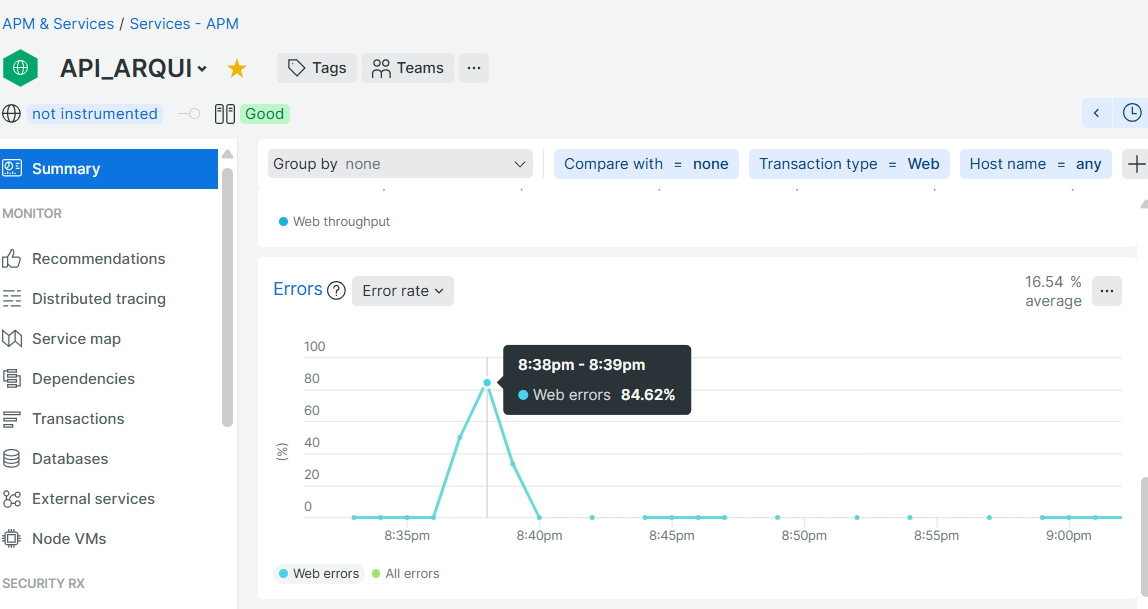 APM & Services / Services - APM
API_ARQUI
Tags
Teams
...
not instrumented
Good
Summary
MONITOR
Recommendations
Distributed tracing
Service map
Dependencies
Transactions
Databases
External services
Node VMs
SECURITY RX
Group by none
Compare with = none
Transaction type = Web
Host name = any
+
Web throughput
Errors ? Error rate
16.54 %
average
...
100
80
60
40
20
0
(%)
8:38pm - 8:39pm
Web errors 84.62%
8:35pm 8:40pm 8:45pm 8:50pm 8:55pm 9:00pm
Web errors All errors